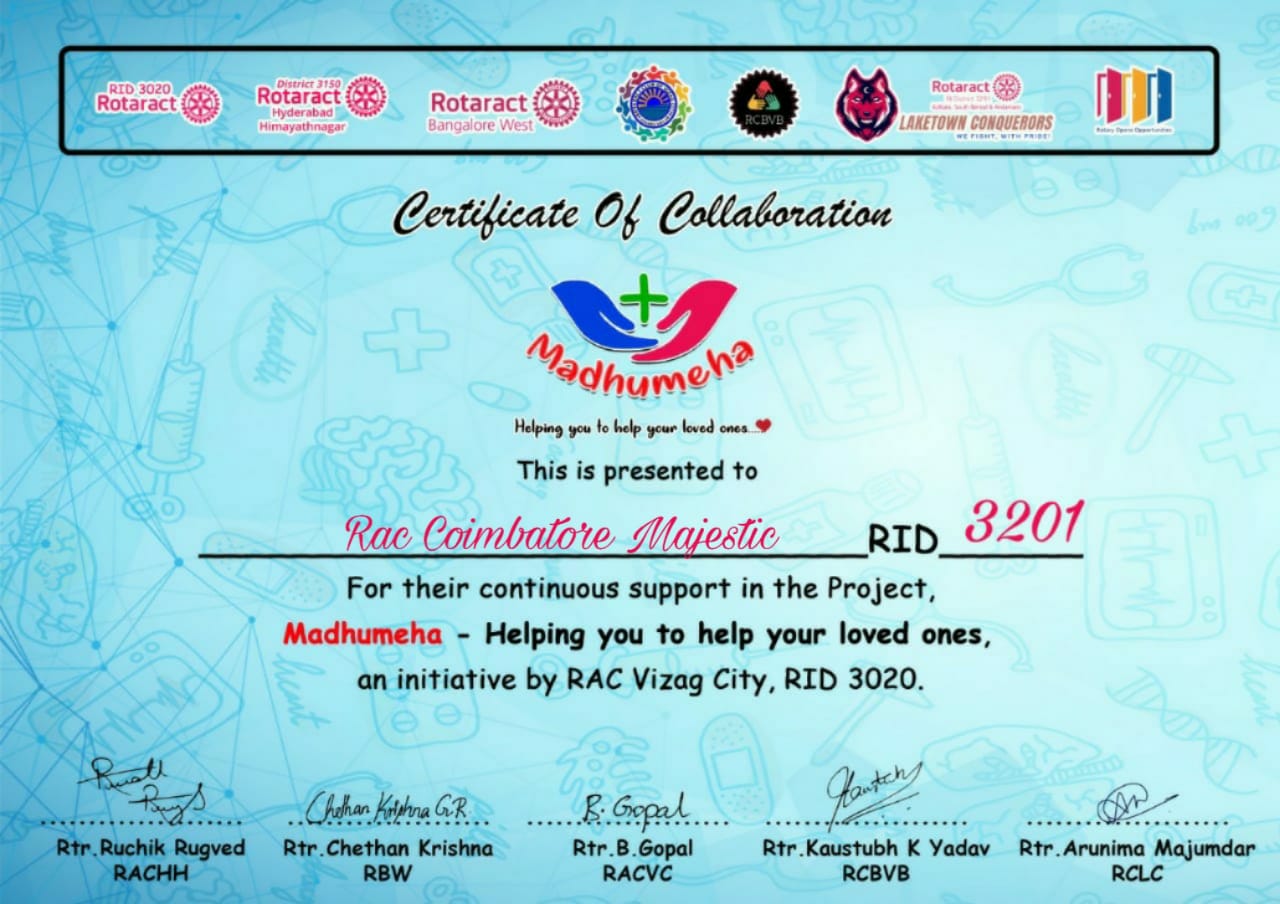 RID 3020
Rotaract
District 3150
Rotaract
Hyderabad
Himayathnagar
Rotaract
Bangalore West
RCBVB
Rotaract
LAKETOWN CONQUERORS
WE FIGHT, WITH PRIDE!
Rotary Opens Opportunities
Certificate Of Collaboration
Madhumeha
Helping you to help your loved ones....
This is presented to
Rac Coimbatore Majestic RID 3201
For their continuous support in the Project,
Madhumeha - Helping you to help your loved ones,
an initiative by RAC Vizag City, RID 3020.
Chethan Krishna G.R.
B. Gopal
Kaustubh
Rtr.Ruchik Rugved
RACHH
Rtr.Chethan Krishna
RBW
Rtr.B.Gopal
RACVC
Rtr.Kaustubh K Yadav
RCBVB
Rtr.Arunima Majumdar
RCLC